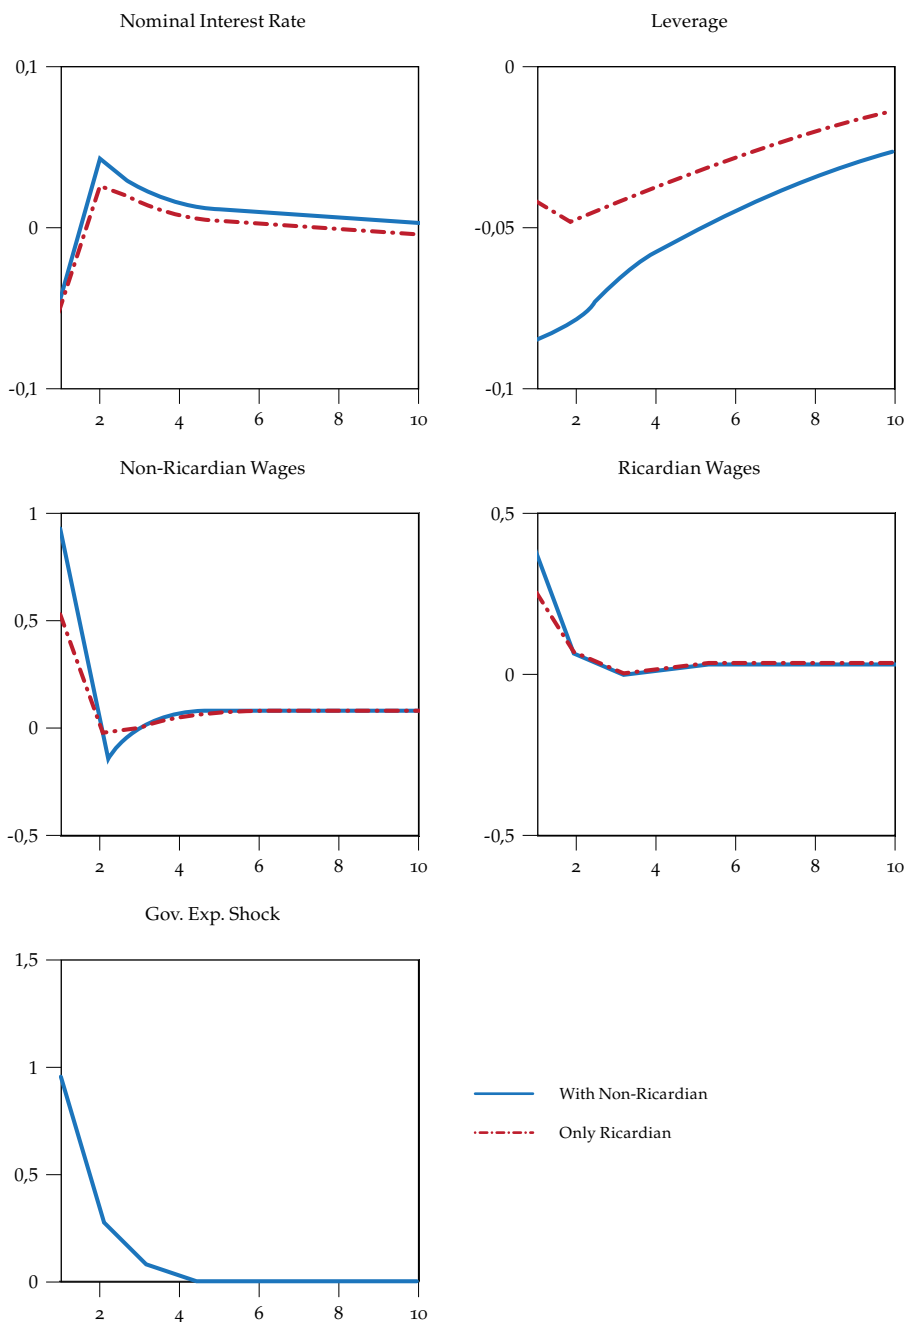 Nominal Interest Rate
0,1
0
-0,1
2 4 6 8 10
Leverage
0
-0,05
-0,1
2 4 6 8 10
Non-Ricardian Wages
1
0,5
0
-0,5
2 4 6 8 10
Ricardian Wages
0,5
0
-0,5
2 4 6 8 10
Gov. Exp. Shock
1,5
1
0,5
0
2 4 6 8 10
With Non-Ricardian
Only Ricardian